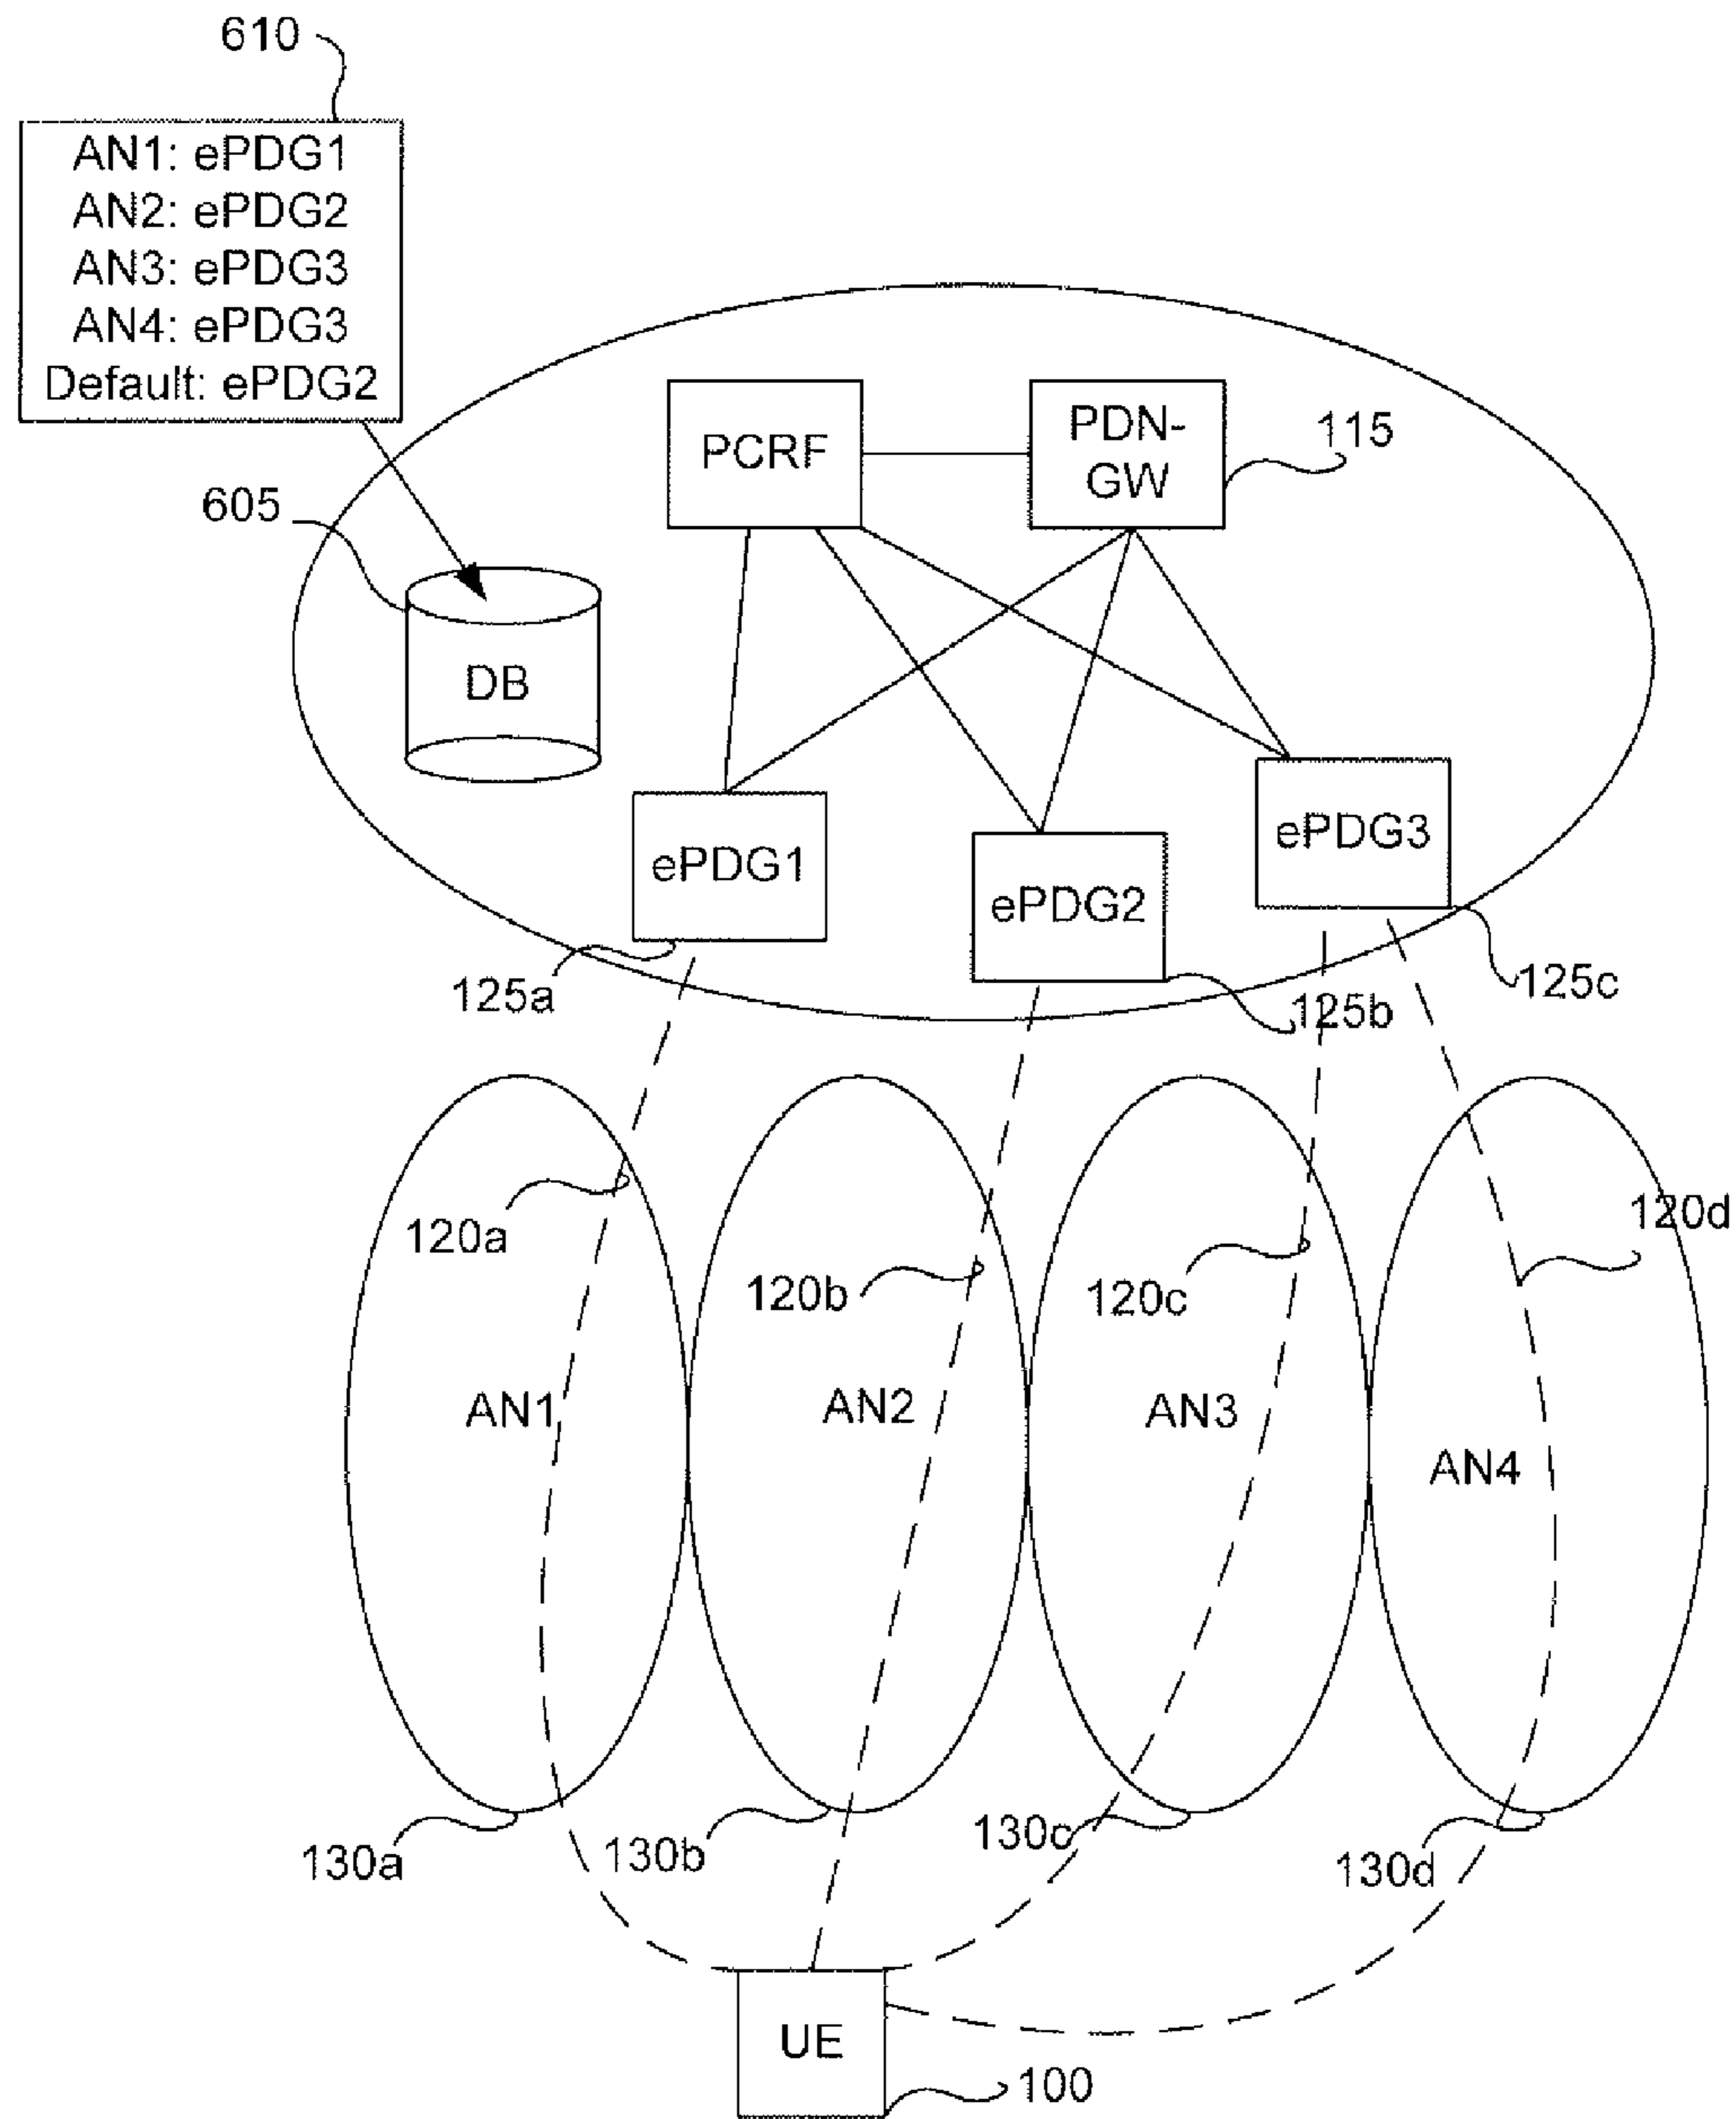 610
AN1: ePDG1
AN2: ePDG2
AN3: ePDG3
AN4: ePDG3
Default: ePDG2
PCRF
PDN-
GW
115
605
DB
ePDG1
ePDG2
ePDG3
125a
125b
125c
120a
120b
120c
120d
AN1
AN2
AN3
AN4
130a
130b
130c
130d
UE
100